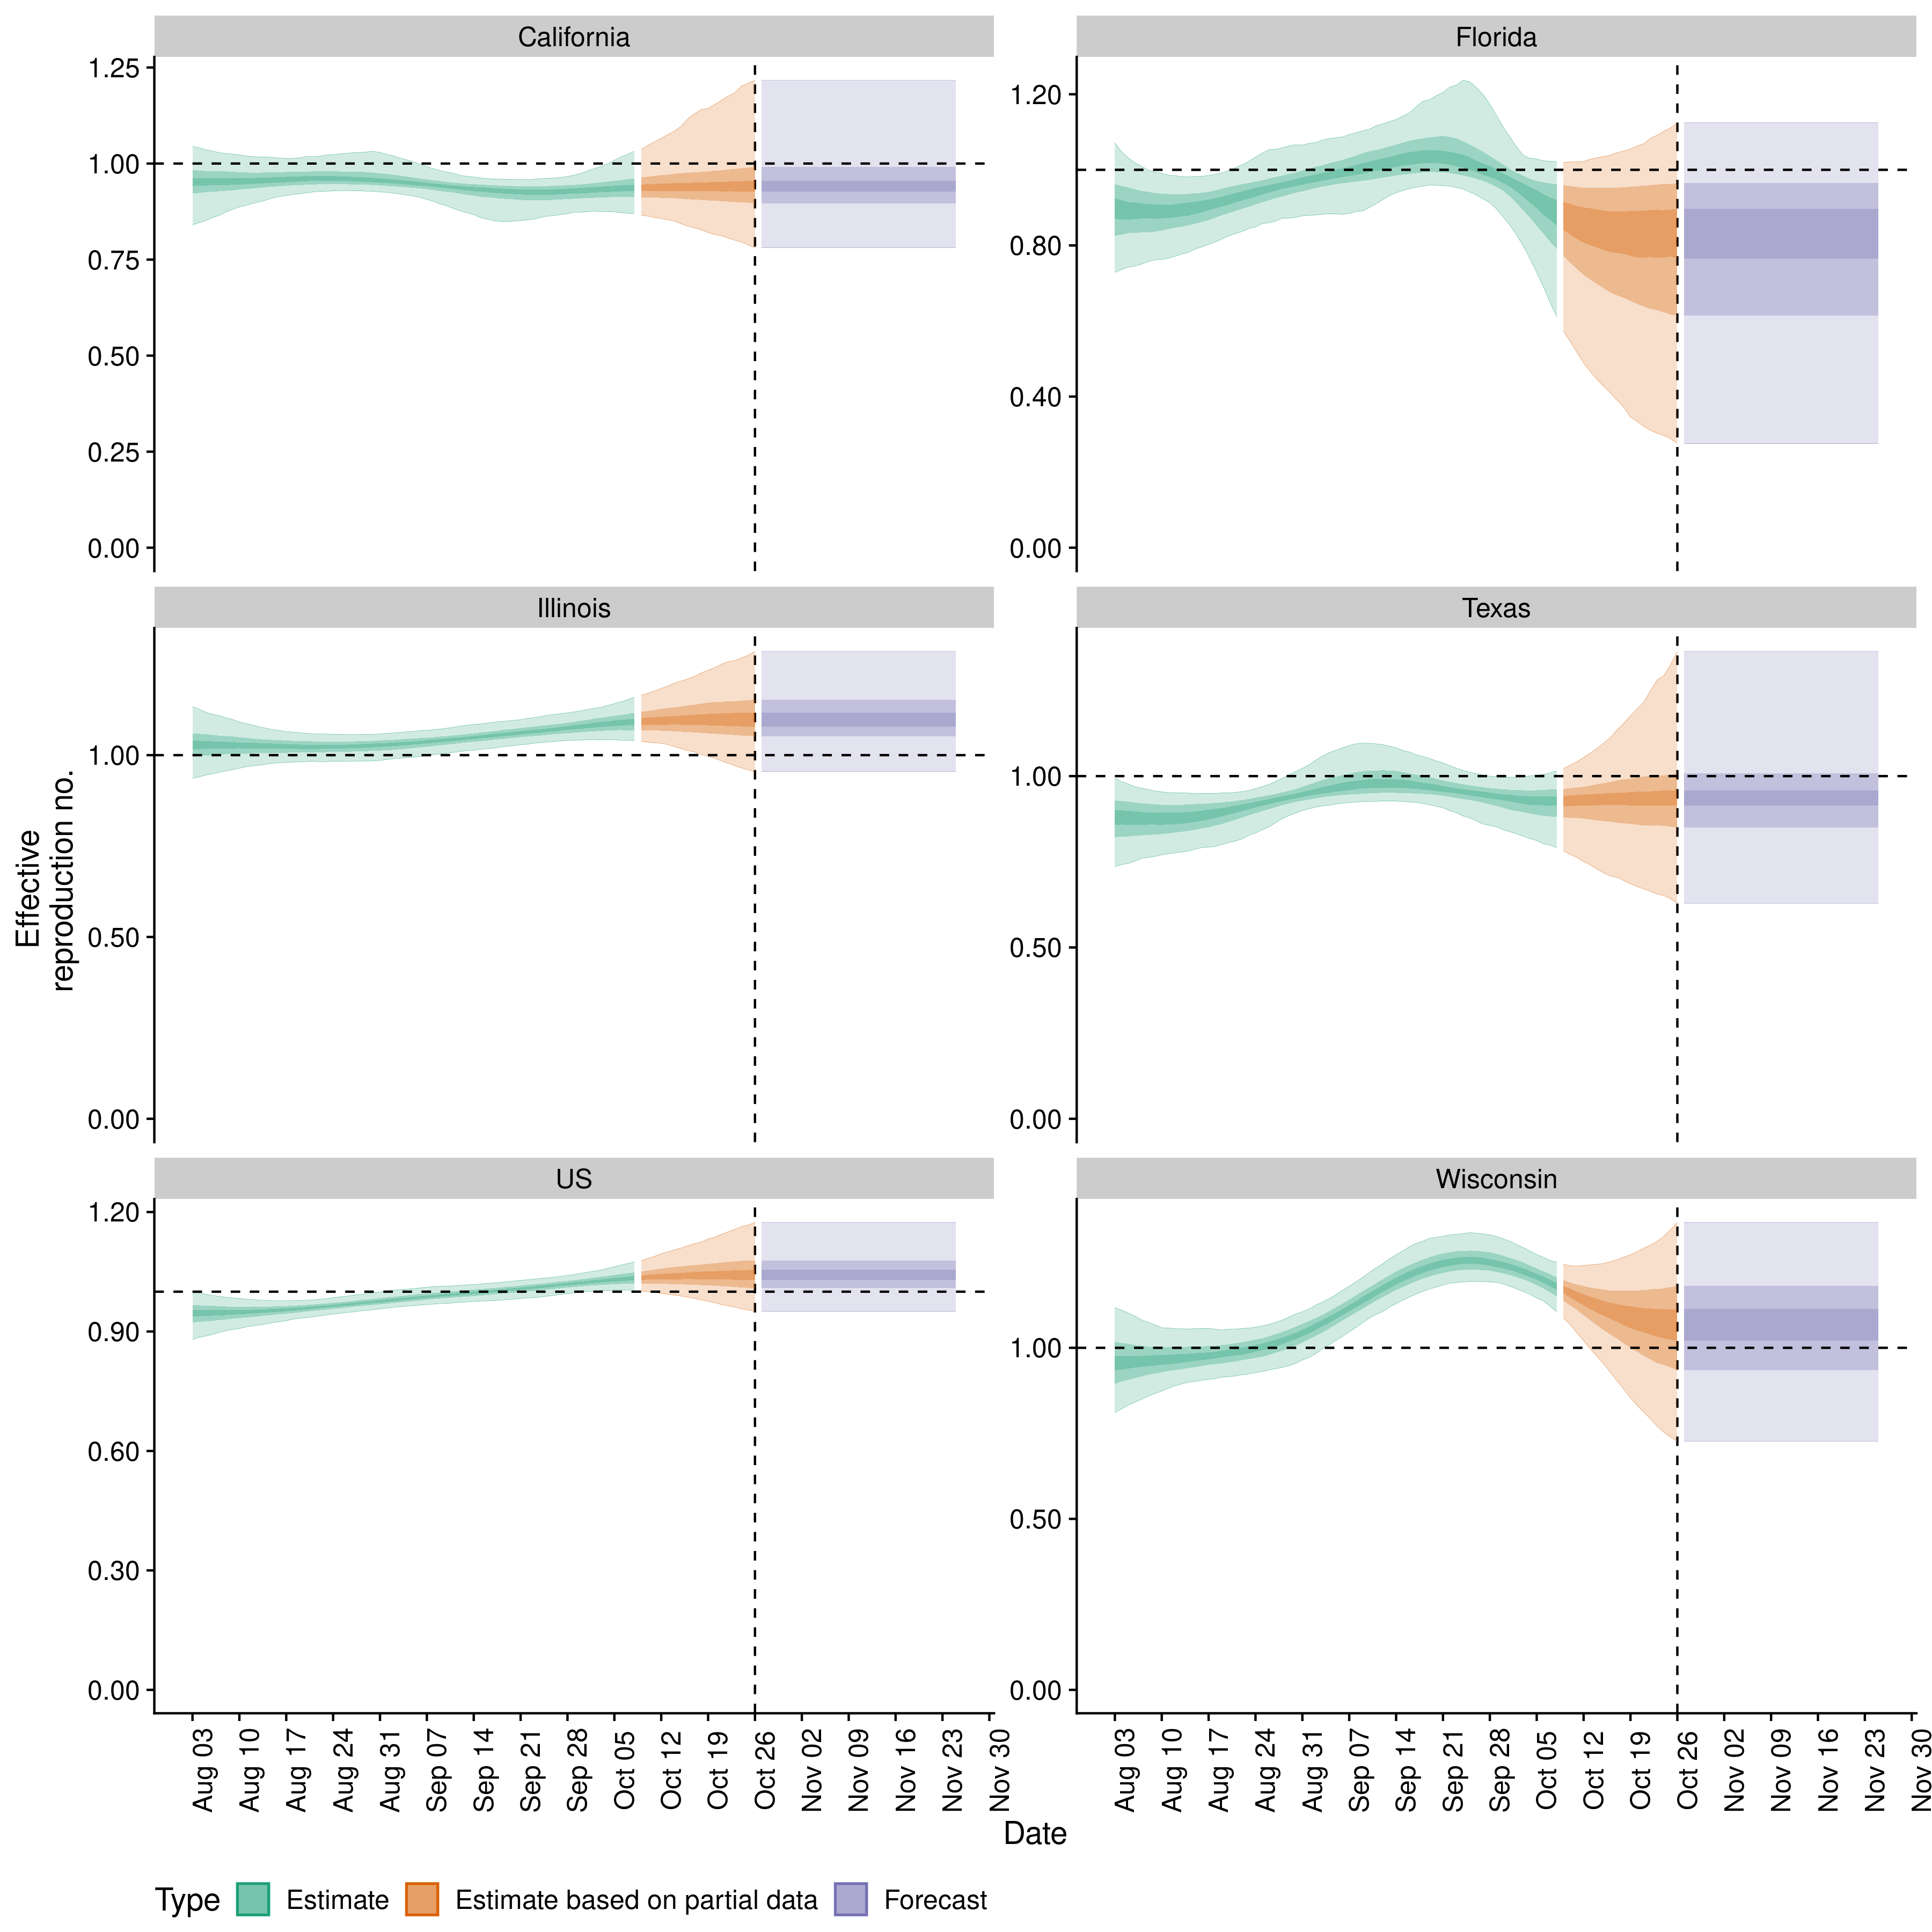 California
Florida
1.25
1.00
0.75
0.50
0.25
0.00
1.20
0.80
0.40
0.00
Illinois
Texas
1.00
0.50
0.00
1.00
0.50
0.00
US
Wisconsin
1.20
0.90
0.60
0.30
0.00
1.00
0.50
0.00
Effective
reproduction no.
Aug 03
Aug 10
Aug 17
Aug 24
Aug 31
Sep 07
Sep 14
Sep 21
Sep 28
Oct 05
Oct 12
Oct 19
Oct 26
Nov 02
Nov 09
Nov 16
Nov 23
Nov 30
Aug 03
Aug 10
Aug 17
Aug 24
Aug 31
Sep 07
Sep 14
Sep 21
Sep 28
Oct 05
Oct 12
Oct 19
Oct 26
Nov 02
Nov 09
Nov 16
Nov 23
Nov 30
Date
Type Estimate Estimate based on partial data Forecast